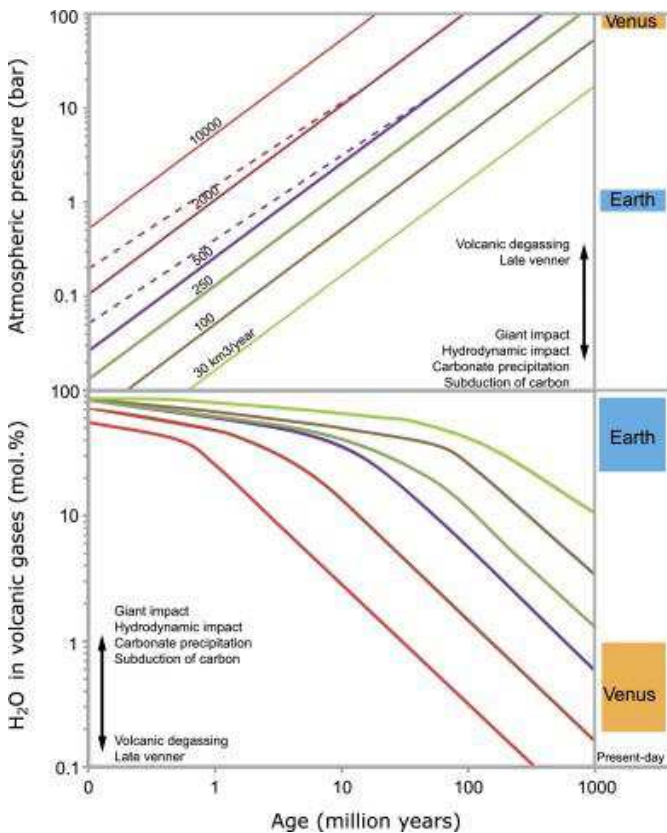 100
Venus
10
1
Earth
0.1
Atmospheric pressure (bar)
10000
2000
500
250
100
30 km3/year
Volcanic degassing
Late venner
Giant impact
Hydrodynamic impact
Carbonate precipitation
Subduction of carbon
100
Earth
10
1
Venus
0.1
H2O in volcanic gases (mol.%)
Giant impact
Hydrodynamic impact
Carbonate precipitation
Subduction of carbon
Volcanic degassing
Late venner
Present-day
0 1 10 100 1000
Age (million years)